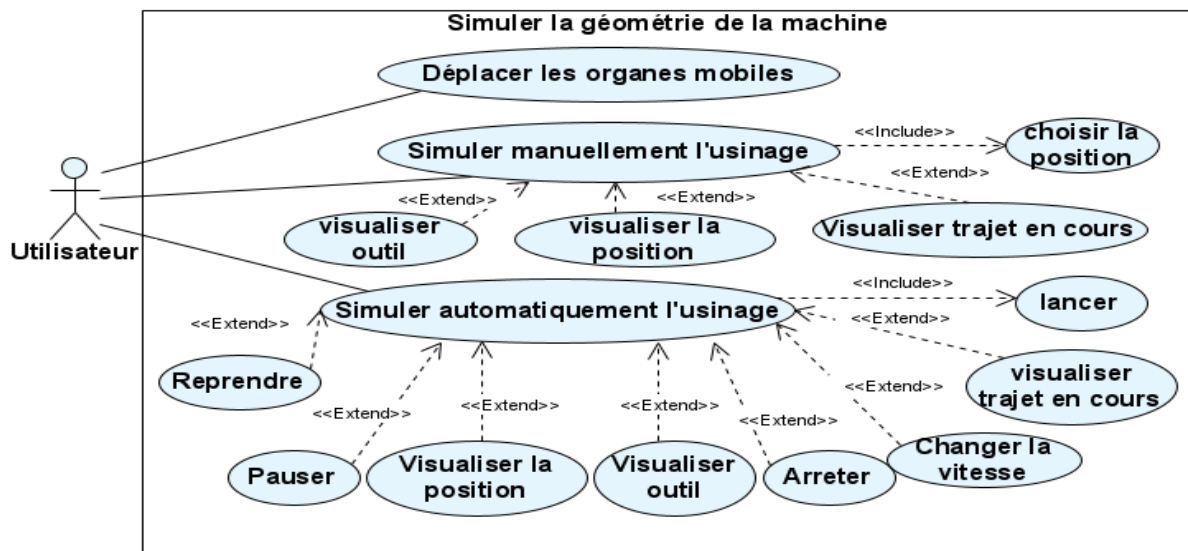 Simuler la géométrie de la machine
Déplacer les organes mobiles
<<Include>>
choisir la
position
Simuler manuellement l'usinage
<<Extend>>
<<Extend>>
<<Extend>>
visualiser
outil
visualiser la
position
Visualiser trajet en cours
Utilisateur
<<Include>>
lancer
Simuler automatiquement l'usinage
<<Extend>>
<<Extend>>
Reprendre
visualiser
trajet en cours
<<Extend>>
<<Extend>>
<<Extend>>
<<Extend>>
<<Extend>>
Pauser
Visualiser la
position
Visualiser
outil
Arreter
Changer la
vitesse